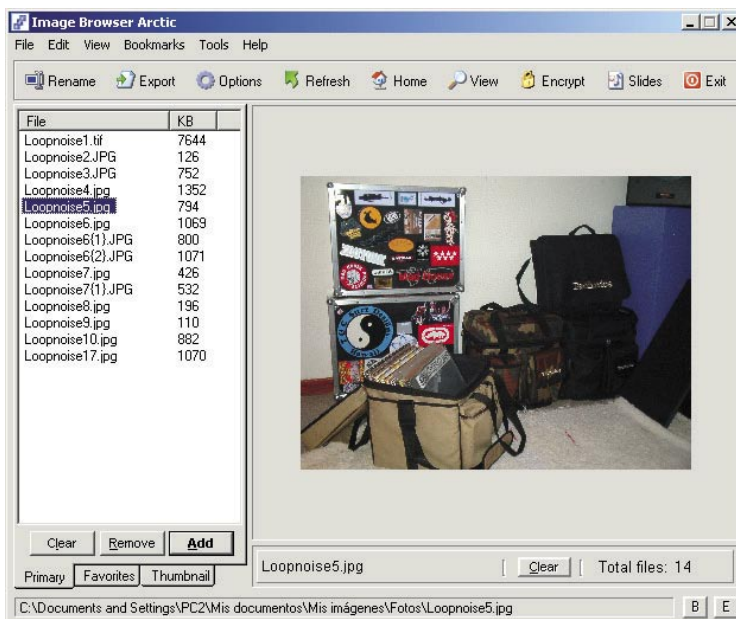 Image Browser Arctic
File Edit View Bookmarks Tools Help
Rename Export Options Refresh Home View Encrypt Slides Exit
File KB
Loopnoise1.tif 7644
Loopnoise2.JPG 126
Loopnoise3.JPG 752
Loopnoise4.jpg 1352
Loopnoise5.jpg 794
Loopnoise6.jpg 1069
Loopnoise6(1).JPG 800
Loopnoise6(2).JPG 1071
Loopnoise7.jpg 426
Loopnoise7(1).JPG 532
Loopnoise8.jpg 196
Loopnoise9.jpg 110
Loopnoise10.jpg 882
Loopnoise17.jpg 1070
Technics
Hawaii
Clear Remove Add
Primary Favorites Thumbnail
Loopnoise5.jpg [ Clear [ Total files: 14
C:\Documents and Settings\PC2\Mis documentos\Mis imágenes\Fotos\Loopnoise5.jpg B E